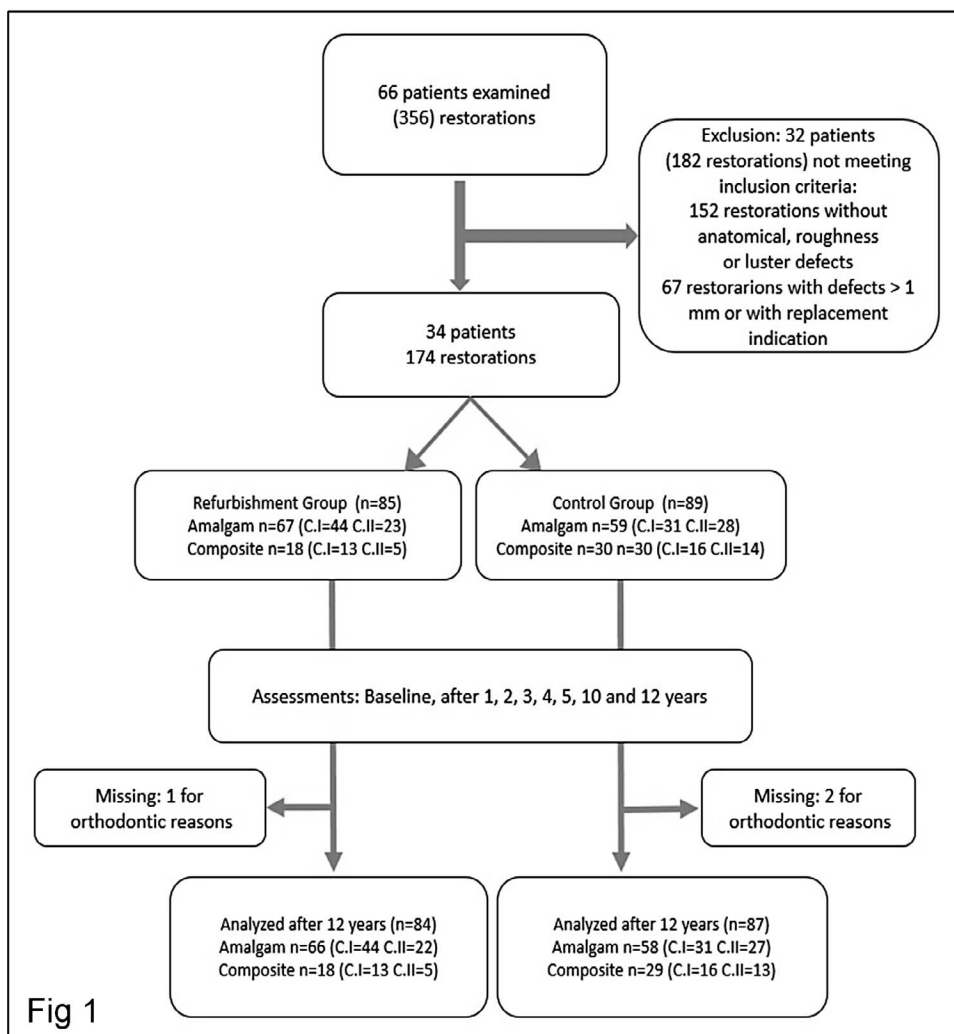 66 patients examined
(356) restorations
Exclusion: 32 patients
(182 restorations) not meeting
inclusion criteria:
152 restorations without
anatomical, roughness
or luster defects
67 restorarions with defects > 1
mm or with replacement
indication
34 patients
174 restorations
Refurbishment Group (n=85)
Amalgam n=67 (C.I=44 C.II=23)
Composite n=18 (C.I=13 C.II=5)
Control Group (n=89)
Amalgam n=59 (C.I=31 C.II=28)
Composite n=30 n=30 (C.I=16 C.II=14)
Assessments: Baseline, after 1, 2, 3, 4, 5, 10 and 12 years
Missing: 1 for
orthodontic reasons
Missing: 2 for
orthodontic reasons
Analyzed after 12 years (n=84)
Amalgam n=66 (C.I=44 C.II=22)
Composite n=18 (C.I=13 C.II=5)
Analyzed after 12 years (n=87)
Amalgam n=58 (C.I=31 C.II=27)
Composite n=29 (C.I=16 C.II=13)
Fig 1